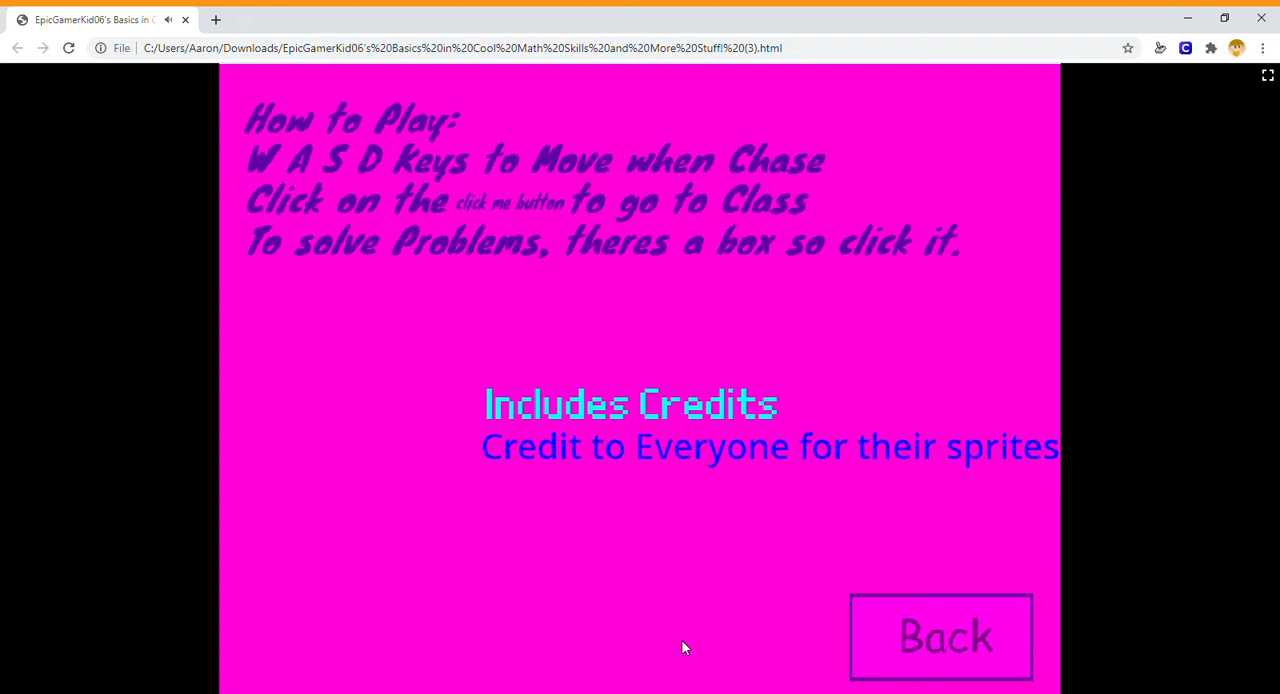 EpicGamerKid06's Basics in C
File
C:/Users/Aaron/Downloads/EpicGamerKid06's%20Basics%20in%20Cool%20Math%20Skills%20and%20More%20Stuff!%20(3).html
How to Play:
W A S D Keys to Move when Chase
Click on the click me button to go to Class
To solve Problems, theres a box so click it.
Includes Credits
Credit to Everyone for their sprites
Back